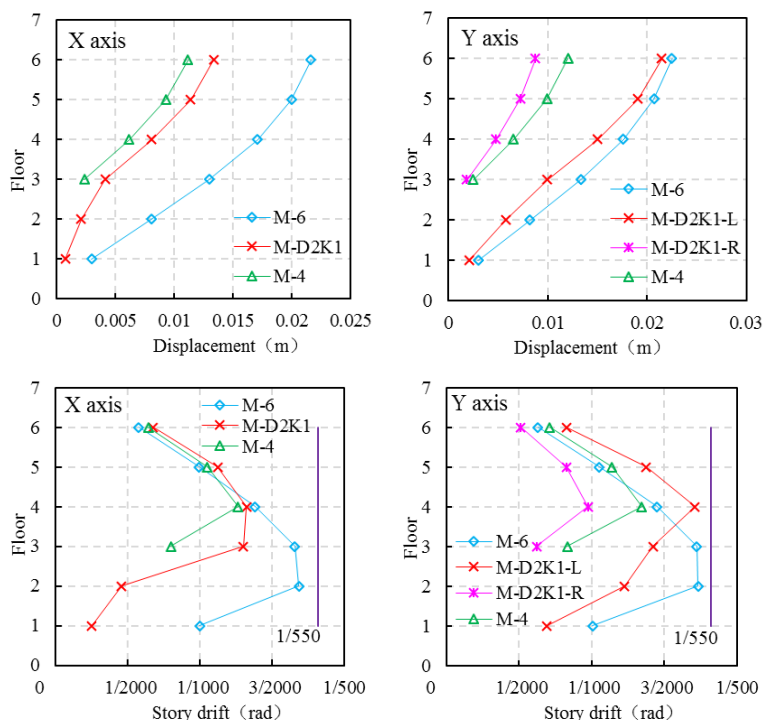 X axis
7
6
5
4
3
2
1
0
Floor
M-6
M-D2K1
M-4
0
0.005
0.01
0.015
0.02
0.025
Displacement（m）
Y axis
7
6
5
4
3
2
1
0
Floor
M-6
M-D2K1-L
M-D2K1-R
M-4
0
0.01
0.02
0.03
Displacement（m）
X axis
7
6
5
4
3
2
1
0
Floor
M-6
M-D2K1
M-4
1/550
1/2000
1/1000
3/2000
1/500
Story drift（rad）
Y axis
7
6
5
4
3
2
1
0
Floor
M-6
M-D2K1-L
M-D2K1-R
M-4
1/550
1/2000
1/1000
3/2000
1/500
Story drift（rad）